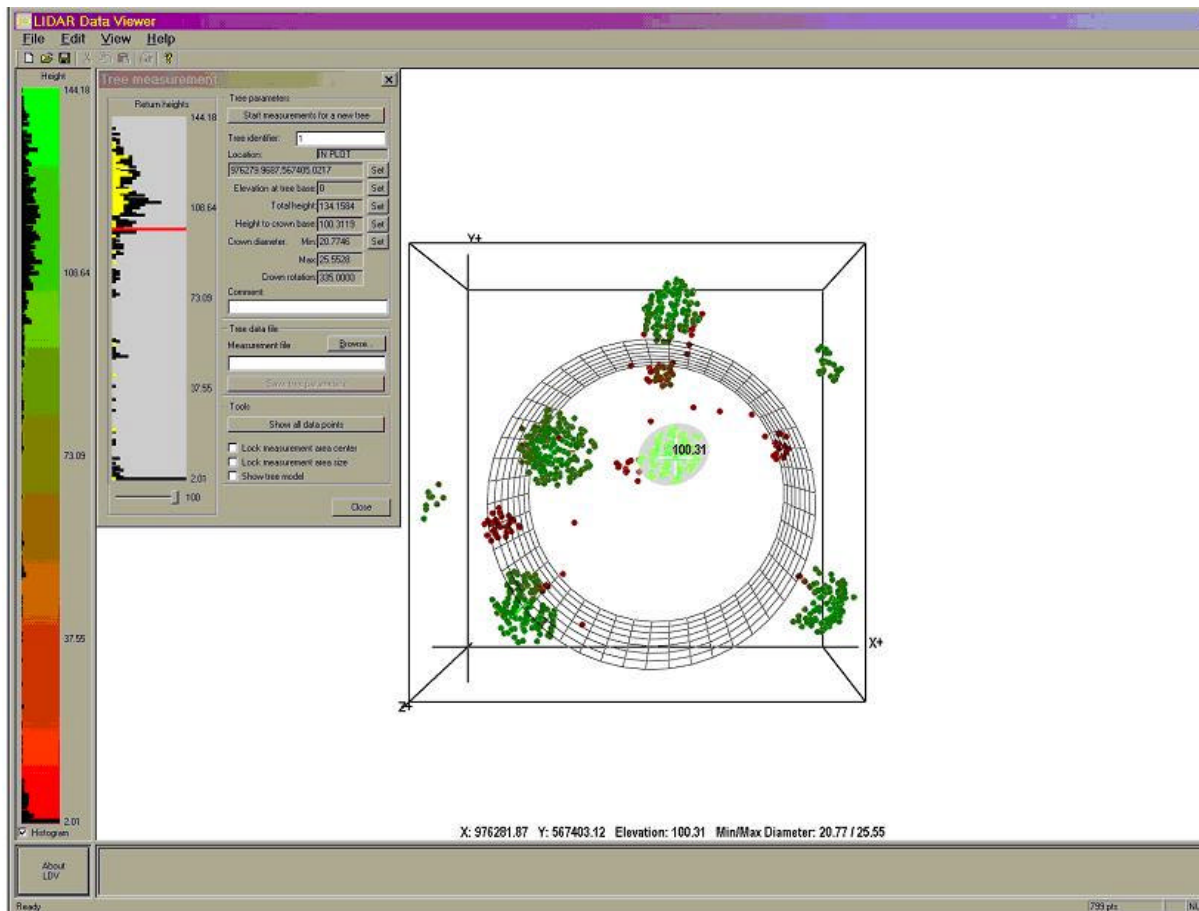 LIDAR Data Viewer
File Edit View Help
Height
144.18
108.64
73.09
37.55
2.01
Histogram
Tree measurement
Return heights
144.18
108.64
73.09
37.55
2.01
100
Tree parameters
Start measurements for a new tree
Tree identifier: 1
Location: IN PLOT
976279.9687,567405.0217 Set
Elevation at tree base: 0 Set
Total height: 134.1584 Set
Height to crown base: 100.3119 Set
Crown diameter: Min: 20.7746 Set
Max: 25.5528
Crown rotation: 335.0000
Comment:
Tree data file
Measurement file Browse...
Save tree parameters
Tools
Show all data points
Lock measurement area center
Lock measurement area size
Show tree model
Close
Y+
100.31
X+
Z+
X: 976281.87 Y: 567403.12 Elevation: 100.31 Min/Max Diameter: 20.77 / 25.55
About
LDV
Ready
799 pts